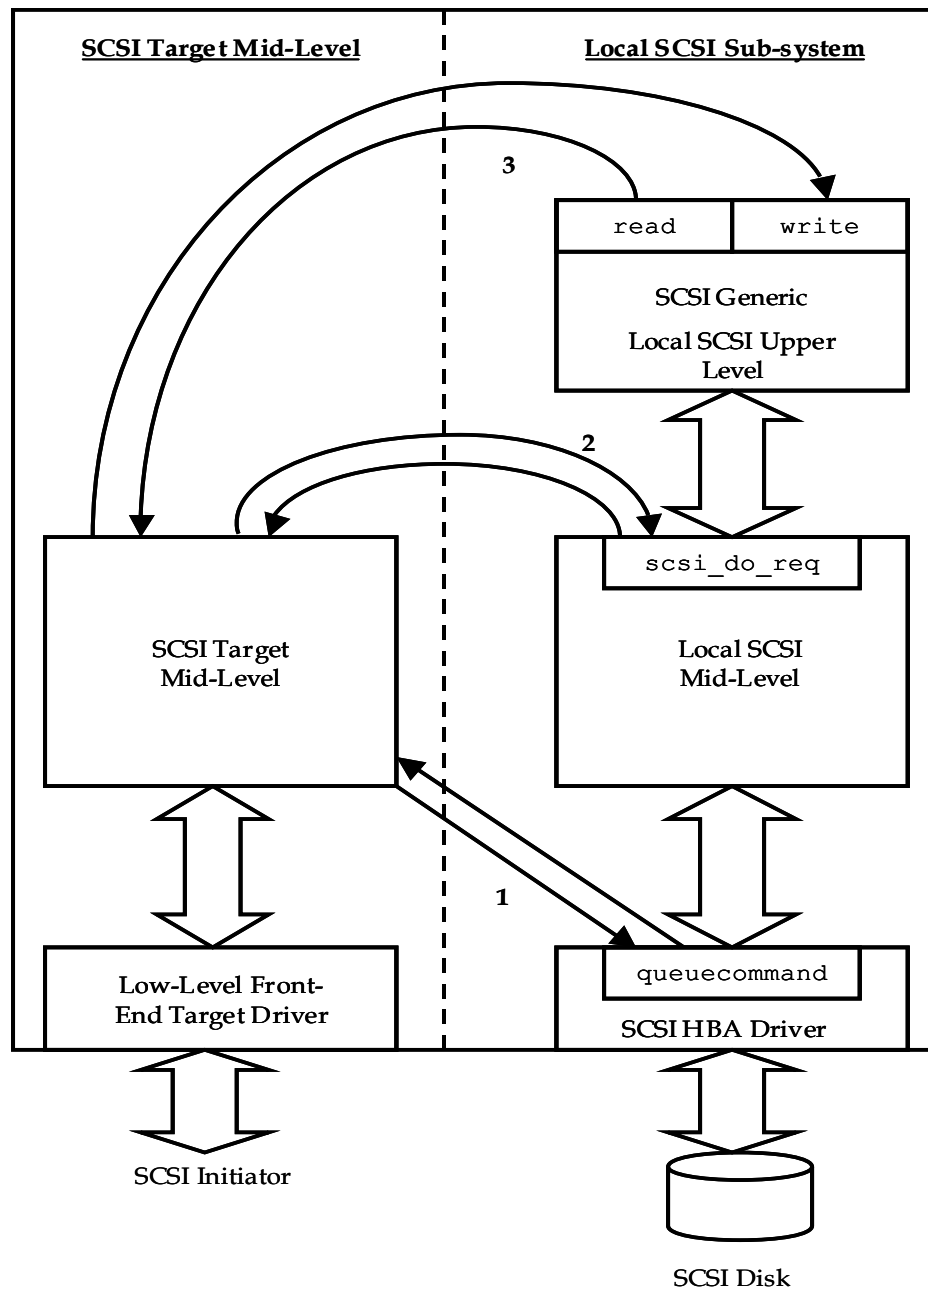 SCSI Target Mid-Level
Local SCSI Sub-system
3
read
write
SCSI Generic
Local SCSI Upper
Level
2
scsi_do_req
SCSI Target
Mid-Level
Local SCSI
Mid-Level
1
queuecommand
Low-Level Front-
End Target Driver
SCSI HBA Driver
SCSI Initiator
SCSI Disk